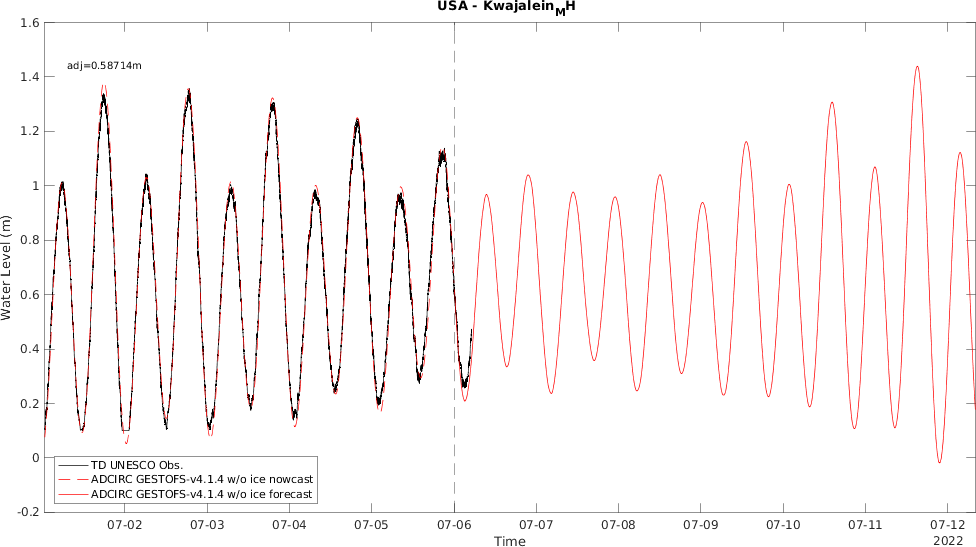 USA - KwajaleinMH
1.6
1.4
1.2
1
0.8
0.6
0.4
0.2
0
-0.2
Water Level (m)
adj=0.58714m
TD UNESCO Obs.
ADCIRC GESTOFS-v4.1.4 w/o ice nowcast
ADCIRC GESTOFS-v4.1.4 w/o ice forecast
07-02 07-03 07-04 07-05 07-06 07-07 07-08 07-09 07-10 07-11 07-12
Time
2022